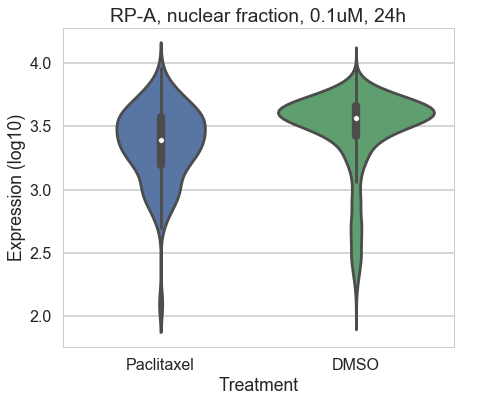 RP-A, nuclear fraction, 0.1uM, 24h
Expression (log10)
4.0
3.5
3.0
2.5
2.0
Paclitaxel DMSO
Treatment